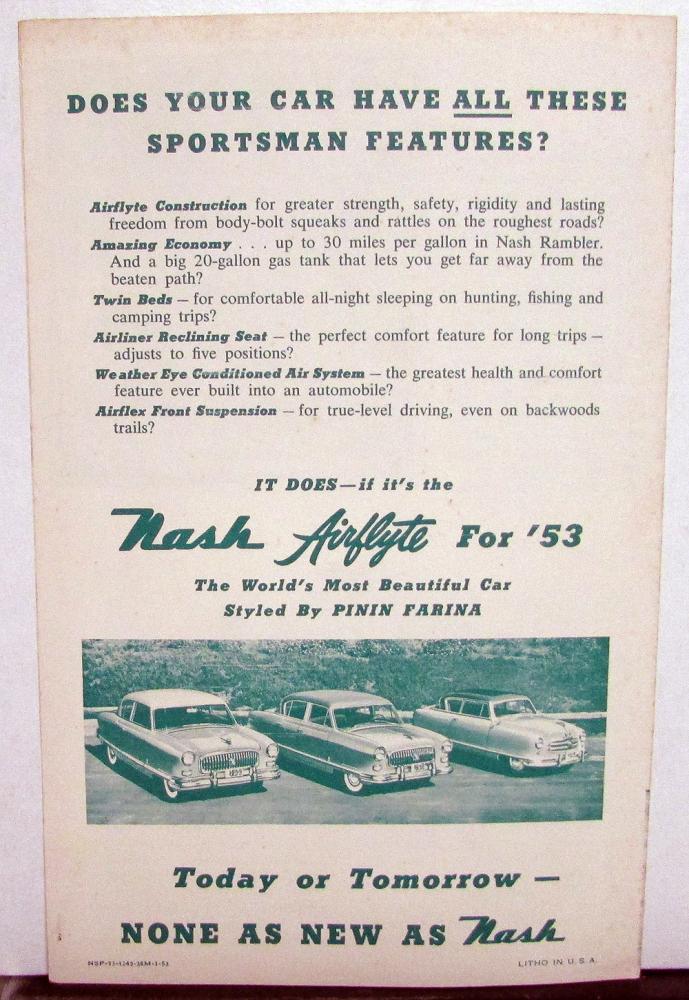 DOES YOUR CAR HAVE ALL THESE
SPORTSMAN FEATURES?
Airflyte Construction for greater strength, safety, rigidity and lasting
freedom from body-bolt squeaks and rattles on the roughest roads?
Amazing Economy . . . up to 30 miles per gallon in Nash Rambler.
And a big 20-gallon gas tank that lets you get far away from the
beaten path?
Twin Beds — for comfortable all-night sleeping on hunting, fishing and
camping trips?
Airliner Reclining Seat — the perfect comfort feature for long trips —
adjusts to five positions?
Weather Eye Conditioned Air System — the greatest health and comfort
feature ever built into an automobile?
Airflex Front Suspension — for true-level driving, even on backwoods
trails?
IT DOES—if it's the
Nash Airflyte For '53
The World's Most Beautiful Car
Styled By PININ FARINA
Today or Tomorrow —
NONE AS NEW AS Nash
LITHO IN U. S. A.